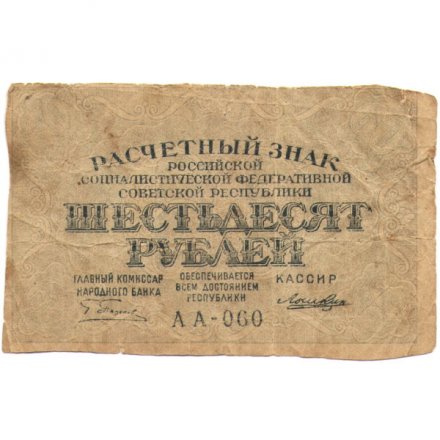 РАСЧЕТНЫЙ ЗНАК
РОССИЙСКОЙ
СОЦИАЛИСТИЧЕСКОЙ ФЕДЕРАТИВНОЙ
СОВЕТСКОЙ РЕСПУБЛИКИ
ШЕСТЬДЕСЯТ
РУБЛЕЙ
ГЛАВНЫЙ КОМИССАР
НАРОДНОГО БАНКА
ОБЕСПЕЧИВАЕТСЯ
ВСЕМ ДОСТОЯНИЕМ
РЕСПУБЛИКИ
КАССИР
АА-060